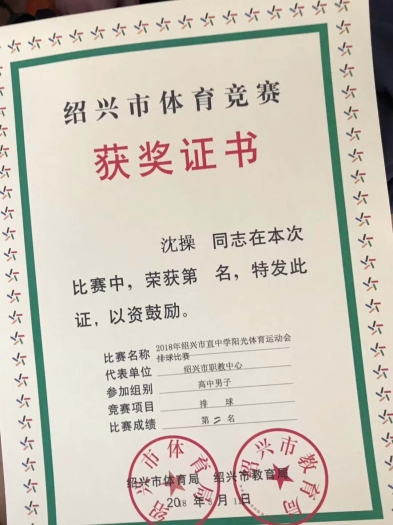 绍兴市体育竞赛
获奖证书
沈操 同志在本次
比赛中，荣获第 名，特发此
证，以资鼓励。
比赛名称 2018年绍兴市直中学阳光体育运动会
排球比赛
代表单位 绍兴市职教中心
参加组别 高中男子
竞赛项目 排 球
比赛成绩 第二名
绍兴市体育局 绍兴市教育局
2018 月 日